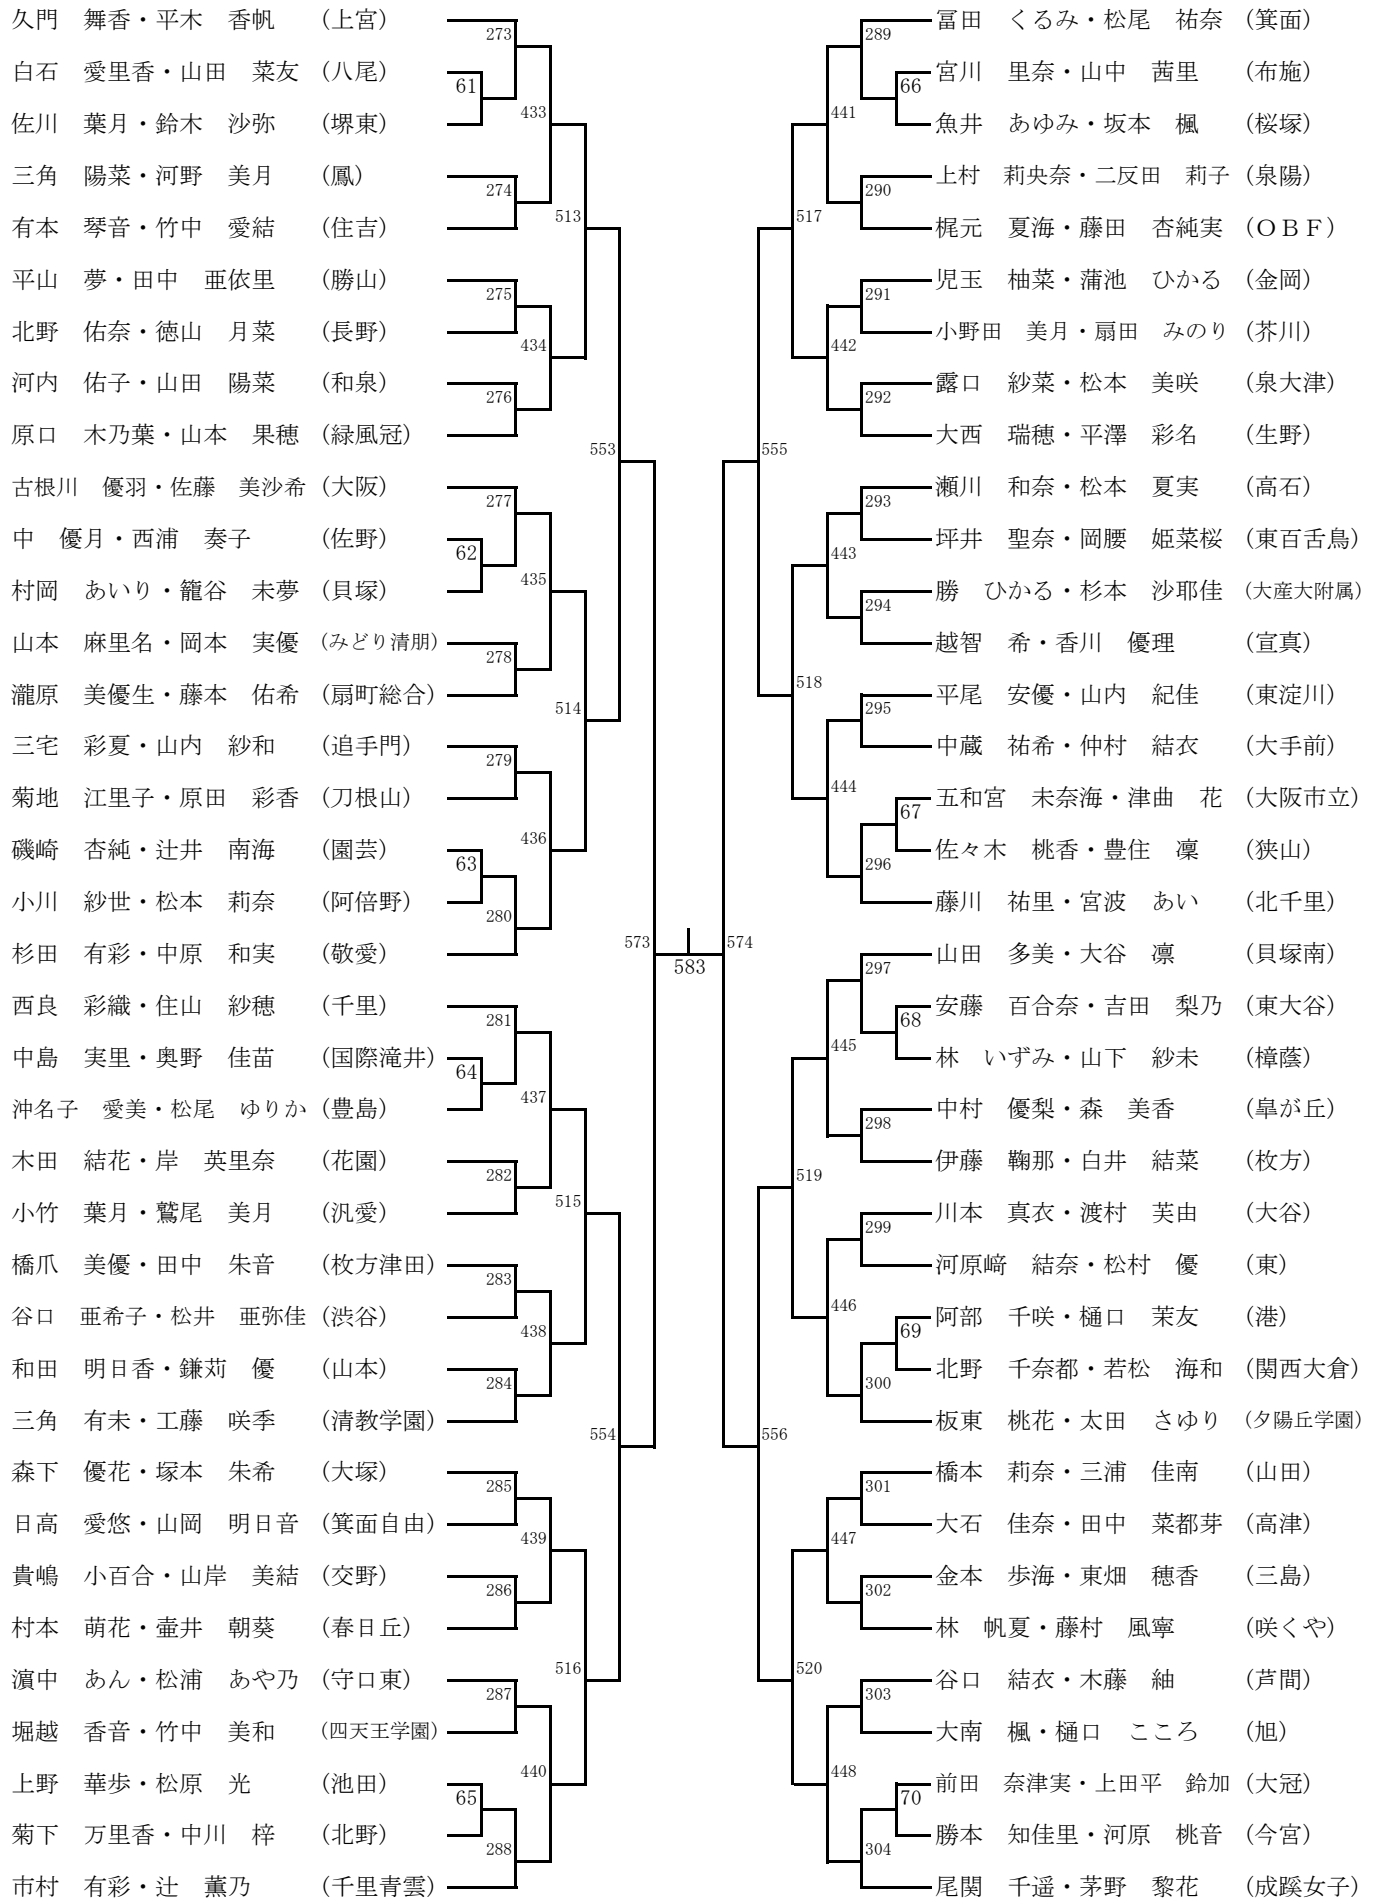 久門　舞香・平木　香帆　(上宮)
273
白石　愛里香・山田　菜友　(八尾)
61
佐川　葉月・鈴木　沙弥　(堺東)
433
三角　陽菜・河野　美月　(鳳)
274
有本　琴音・竹中　愛結　(住吉)
513
平山　夢・田中　亜依里　(勝山)
275
北野　佑奈・徳山　月菜　(長野)
434
河内　佑子・山田　陽菜　(和泉)
276
原口　木乃葉・山本　果穂　(緑風冠)
553
古根川　優羽・佐藤　美沙希　(大阪)
277
中　優月・西浦　奏子　(佐野)
62
村岡　あいり・籠谷　未夢　(貝塚)
435
山本　麻里名・岡本　実優　(みどり清朋)
278
瀧原　美優生・藤本　佑希　(扇町総合)
514
三宅　彩夏・山内　紗和　(追手門)
279
菊地　江里子・原田　彩香　(刀根山)
436
磯崎　杏純・辻井　南海　(園芸)
63
小川　紗世・松本　莉奈　(阿倍野)
280
杉田　有彩・中原　和実　(敬愛)
573
583
西良　彩織・住山　紗穂　(千里)
281
中島　実里・奥野　佳苗　(国際滝井)
64
沖名子　愛美・松尾　ゆりか　(豊島)
437
木田　結花・岸　英里奈　(花園)
282
小竹　葉月・鷲尾　美月　(汎愛)
515
橋爪　美優・田中　朱音　(枚方津田)
283
谷口　亜希子・松井　亜弥佳　(渋谷)
438
和田　明日香・鎌苅　優　(山本)
284
三角　有未・工藤　咲季　(清教学園)
554
森下　優花・塚本　朱希　(大塚)
285
日高　愛悠・山岡　明日音　(箕面自由)
439
貴嶋　小百合・山岸　美結　(交野)
286
村本　萌花・壷井　朝葵　(春日丘)
516
濵中　あん・松浦　あや乃　(守口東)
287
堀越　香音・竹中　美和　(四天王学園)
440
上野　華歩・松原　光　(池田)
65
菊下　万里香・中川　梓　(北野)
288
市村　有彩・辻　薫乃　(千里青雲)
冨田　くるみ・松尾　祐奈　(箕面)
289
宮川　里奈・山中　茜里　(布施)
66
魚井　あゆみ・坂本　楓　(桜塚)
441
上村　莉央奈・二反田　莉子　(泉陽)
290
梶元　夏海・藤田　杏純実　(ＯＢＦ)
517
児玉　柚菜・蒲池　ひかる　(金岡)
291
小野田　美月・扇田　みのり　(芥川)
442
露口　紗菜・松本　美咲　(泉大津)
292
大西　瑞穂・平澤　彩名　(生野)
555
瀬川　和奈・松本　夏実　(高石)
293
坪井　聖奈・岡腰　姫菜桜　(東百舌鳥)
443
勝　ひかる・杉本　沙耶佳　(大産大附属)
294
越智　希・香川　優理　(宣真)
518
平尾　安優・山内　紀佳　(東淀川)
295
中蔵　祐希・仲村　結衣　(大手前)
444
五和宮　未奈海・津曲　花　(大阪市立)
67
佐々木　桃香・豊住　凜　(狭山)
296
藤川　祐里・宮波　あい　(北千里)
574
山田　多美・大谷　凛　(貝塚南)
297
安藤　百合奈・吉田　梨乃　(東大谷)
68
林　いずみ・山下　紗未　(樟蔭)
445
中村　優梨・森　美香　(阜が丘)
298
伊藤　鞠那・白井　結菜　(枚方)
519
川本　真衣・渡村　芙由　(大谷)
299
河原﨑　結奈・松村　優　(東)
446
阿部　千咲・樋口　茉友　(港)
69
北野　千奈都・若松　海和　(関西大倉)
300
板東　桃花・太田　さゆり　(夕陽丘学園)
556
橋本　莉奈・三浦　佳南　(山田)
301
大石　佳奈・田中　菜都芽　(高津)
447
金本　歩海・東畑　穂香　(三島)
302
林　帆夏・藤村　風寧　(咲くや)
520
谷口　結衣・木藤　紬　(芦間)
303
大南　楓・樋口　こころ　(旭)
448
前田　奈津実・上田平　鈴加　(大冠)
70
勝本　知佳里・河原　桃音　(今宮)
304
尾関　千遥・茅野　黎花　(成蹊女子)